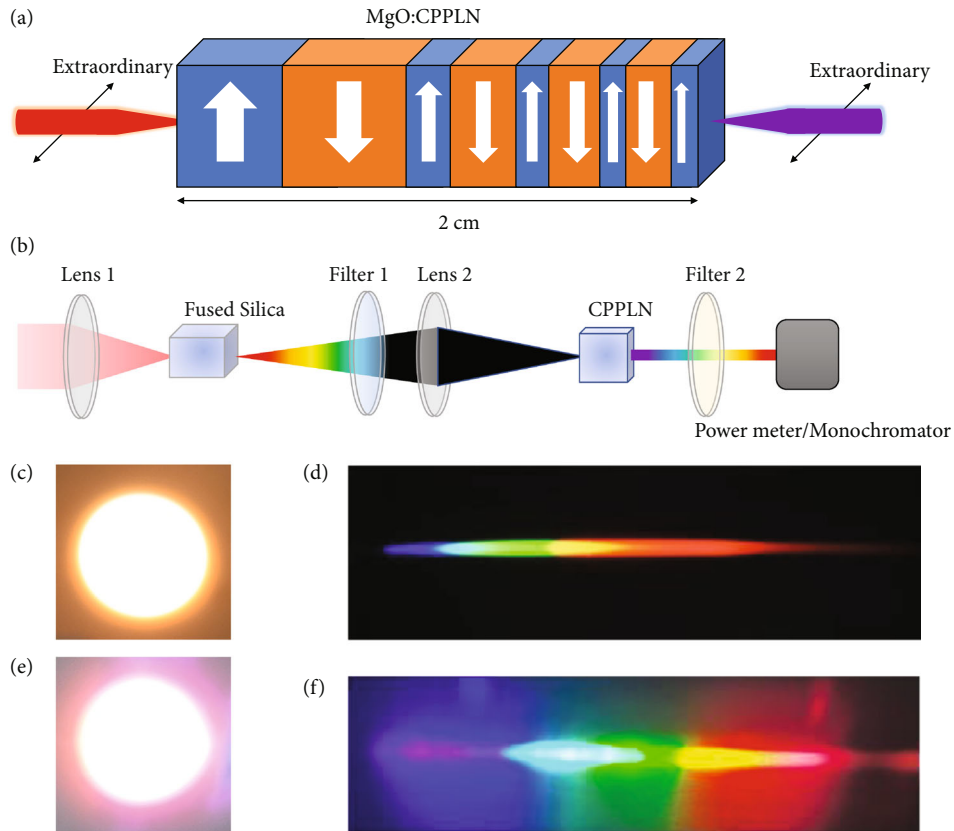 (a)
MgO:CPPLN
Extraordinary
Extraordinary
2 cm
(b)
Lens 1
Filter 1
Lens 2
Filter 2
Fused Silica
CPPLN
Power meter/Monochromator
(c)
(d)
(e)
(f)